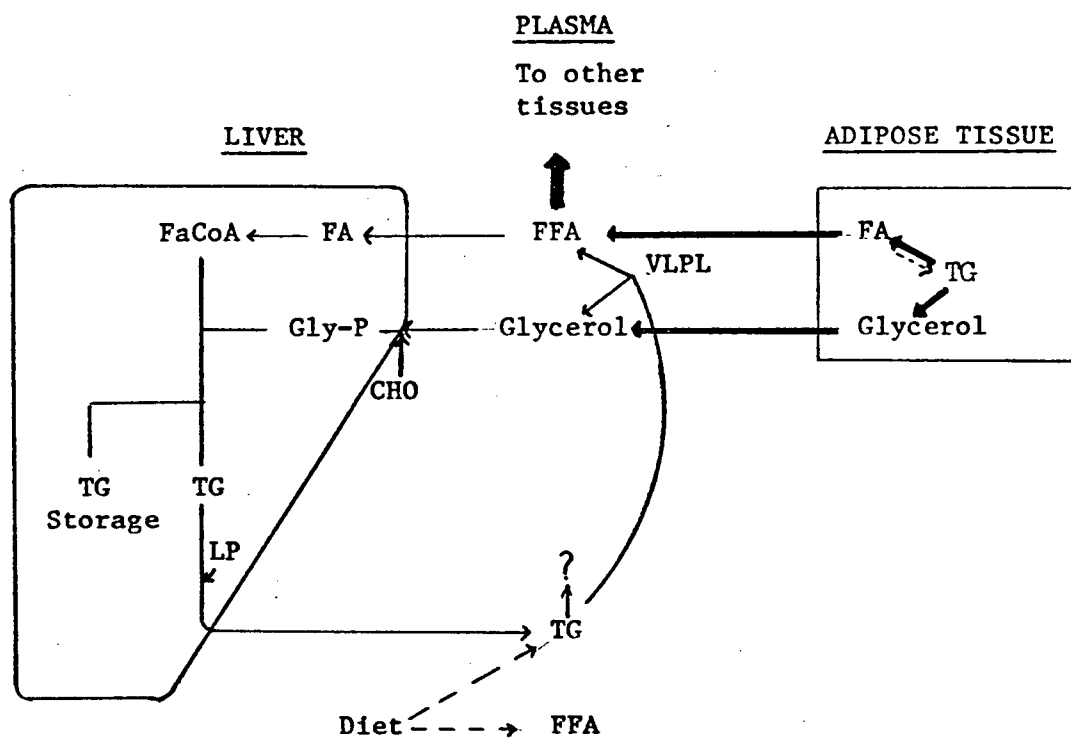 PLASMA
To other
tissues
LIVER
ADIPOSE TISSUE
FaCoA
FA
FFA
FA
VLPL
TG
Gly-P
Glycerol
Glycerol
CHO
TG
Storage
TG
LP
?
TG
Diet
FFA